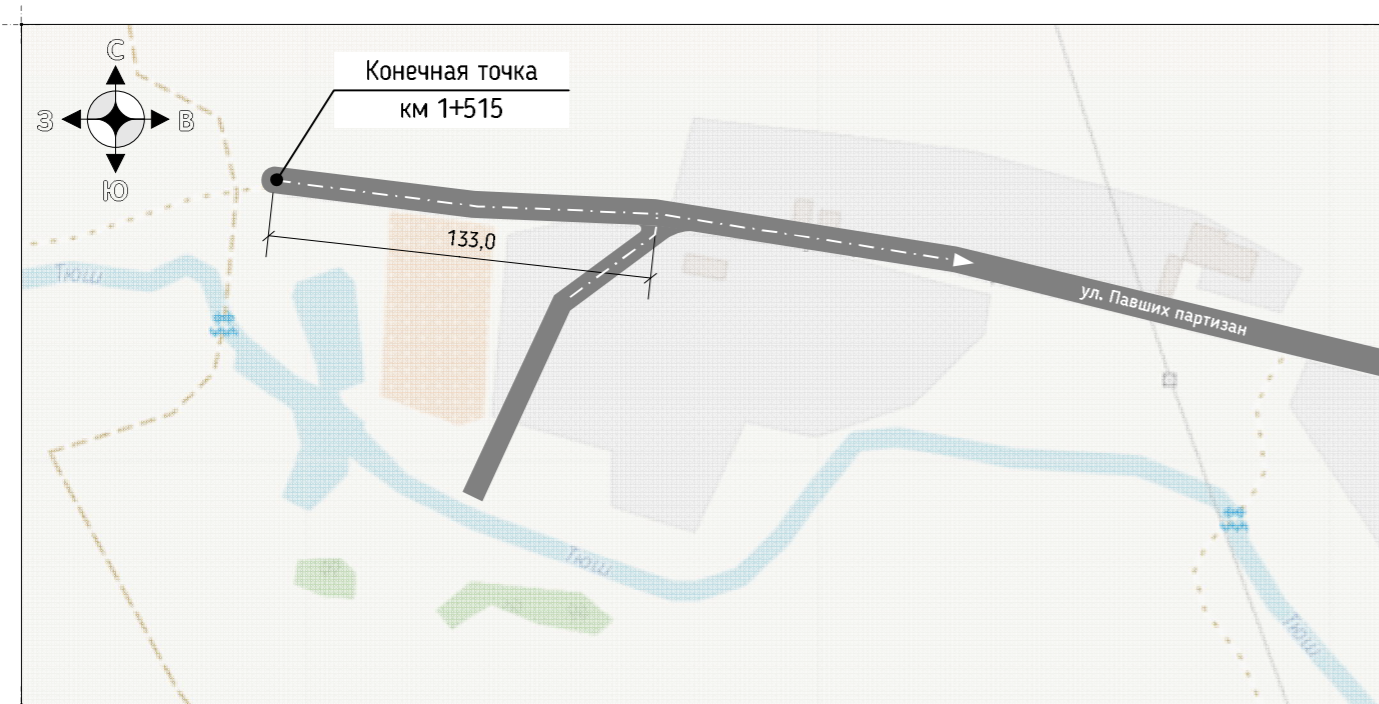 С
З
В
Ю
Конечная точка
км 1+515
133,0
ул. Павших партизан
Тюш
Тюш
Тюш